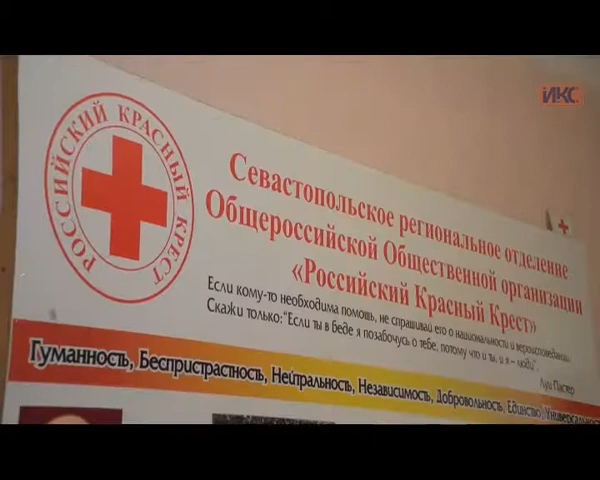 ИКС
РОССИЙСКИЙ КРАСНЫЙ КРЕСТ
Севастопольское региональное отделение
Общероссийской Общественной организации
«Российский Красный Крест»
Если кому-то необходима помощь, не спрашивай его о национальности и вероисповедании.
Скажи только: "Если ты в беде я позабочусь о тебе, потому что и ты, и я – люди".
Луи Пастер
Гуманность, Беспристрастность, Нейтральность, Независимость, Добровольность, Единство, Универсальность